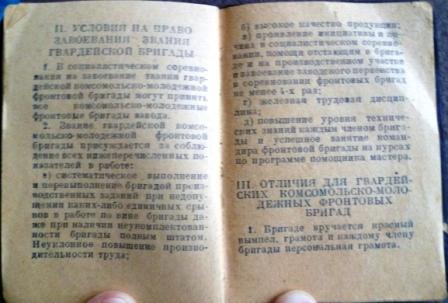 II. УСЛОВИЯ НА ПРАВО
ЗАВОЕВАНИЯ ЗВАНИЯ
ГВАРДЕЙСКОЙ БРИГАДЫ
1. В социалистическом соревно-
вании на завоевание звания гвар-
дейской комсомольско-молодежной
фронтовой бригады могут принять
все комсомольско-молодежные
фронтовые бригады завода.
2. Звание гвардейской комсо-
мольско-молодежной фронтовой
бригады присуждается за соблю-
дение всех нижеперечисленных по-
казателей в работе:
а) систематическое выполнение
и перевыполнение бригадой произ-
водственных заданий при недопу-
щении каких-либо единичных сры-
вов в работе по вине бригады да-
же при наличии неукомплектован-
ности бригады полным штатом.
Неуклонное повышение произво-
дительности труда;
б) высокое качество продукции;
в) проявление инициативы и по-
чина в социалистическом соревно-
вании, помощи отстающим в брига-
де и на производственном участке
и завоевание заводского первенства
в соревновании фронтовых бригад
не менее 4-х раз;
г) железная трудовая дисцип-
лина;
д) повышение уровня техниче-
ских знаний каждым членом брига-
ды и успешное занятие коман-
дира фронтовой бригады на курсах
по программе помощника мастера.
III. ОТЛИЧИЯ ДЛЯ ГВАРДЕЙ-
СКИХ КОМСОМОЛЬСКО-МОЛО-
ДЕЖНЫХ ФРОНТОВЫХ
БРИГАД
1. Бригаде вручается красный
вымпел, грамота и каждому члену
бригады персональная грамота.